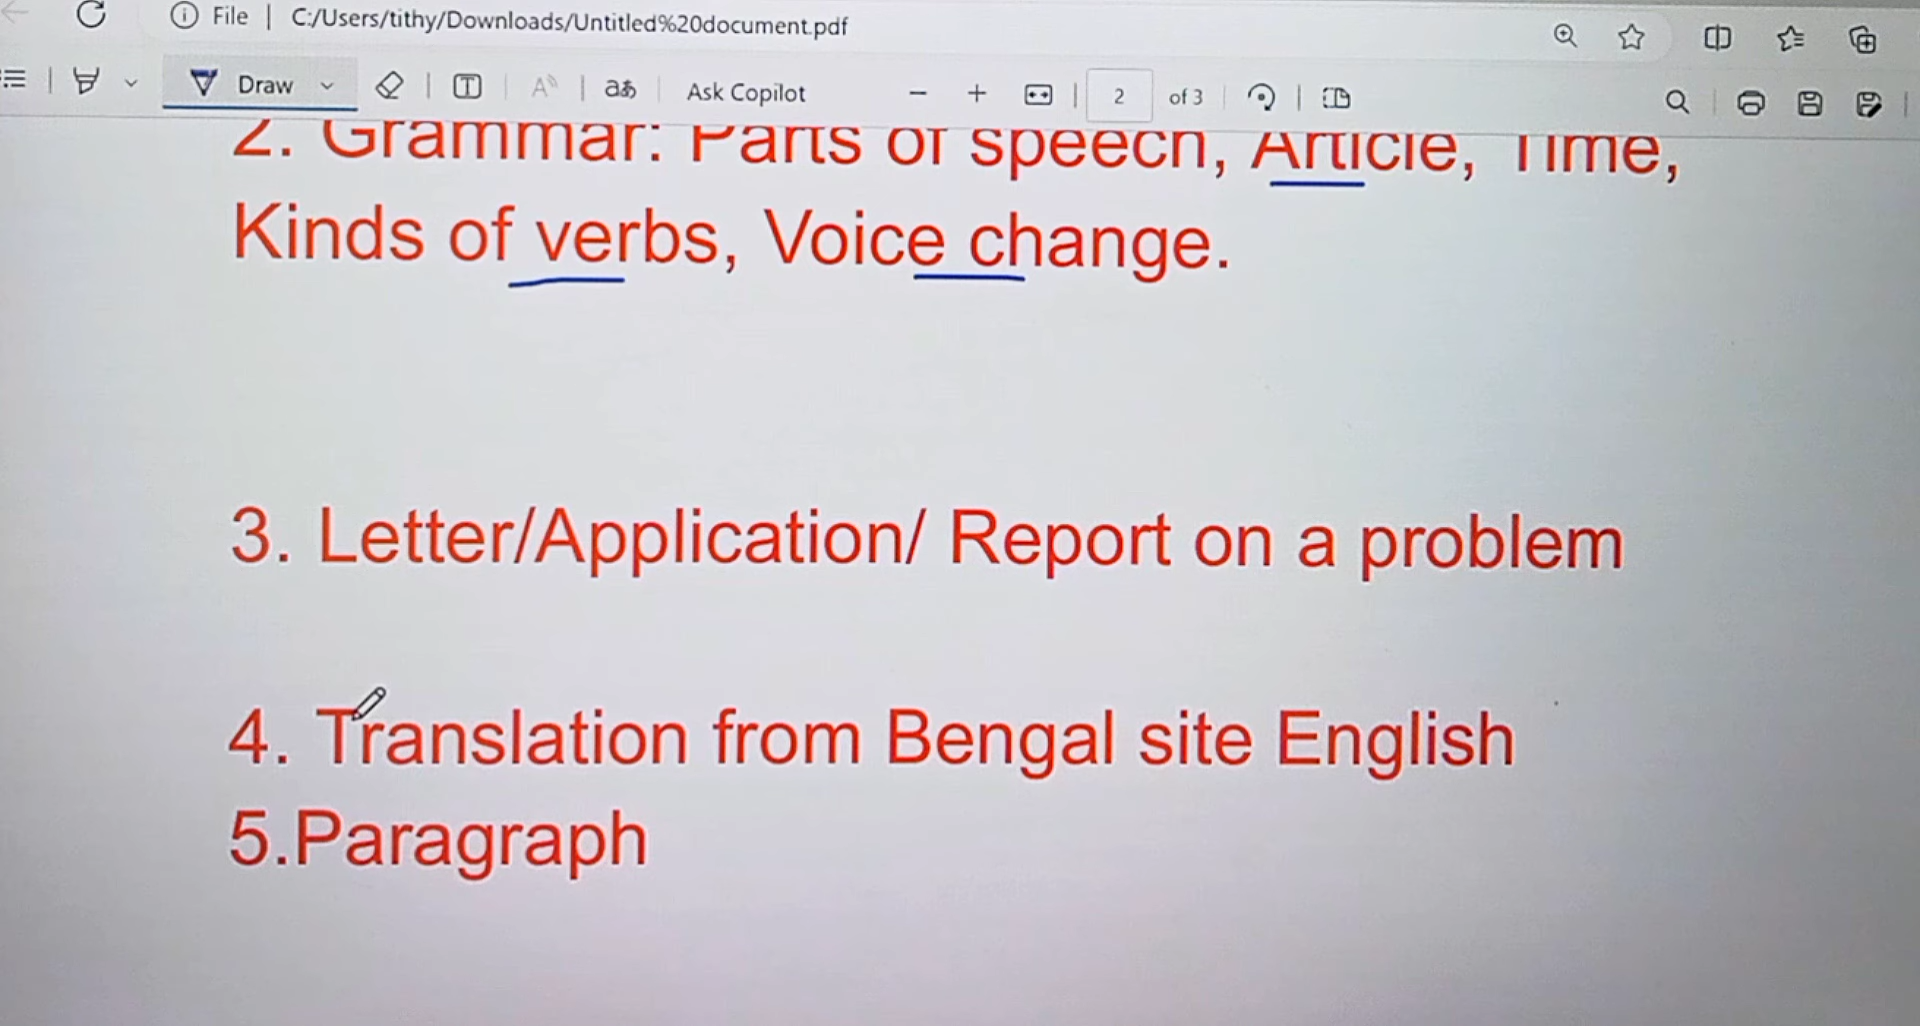 File | C:/Users/tithy/Downloads/Untitled%20document.pdf
Draw T A aあ Ask Copilot − + 2 of 3
2. Grammar: Parts of speech, Article, Time,
Kinds of verbs, Voice change.
3. Letter/Application/ Report on a problem
4. Translation from Bengal site English
5.Paragraph